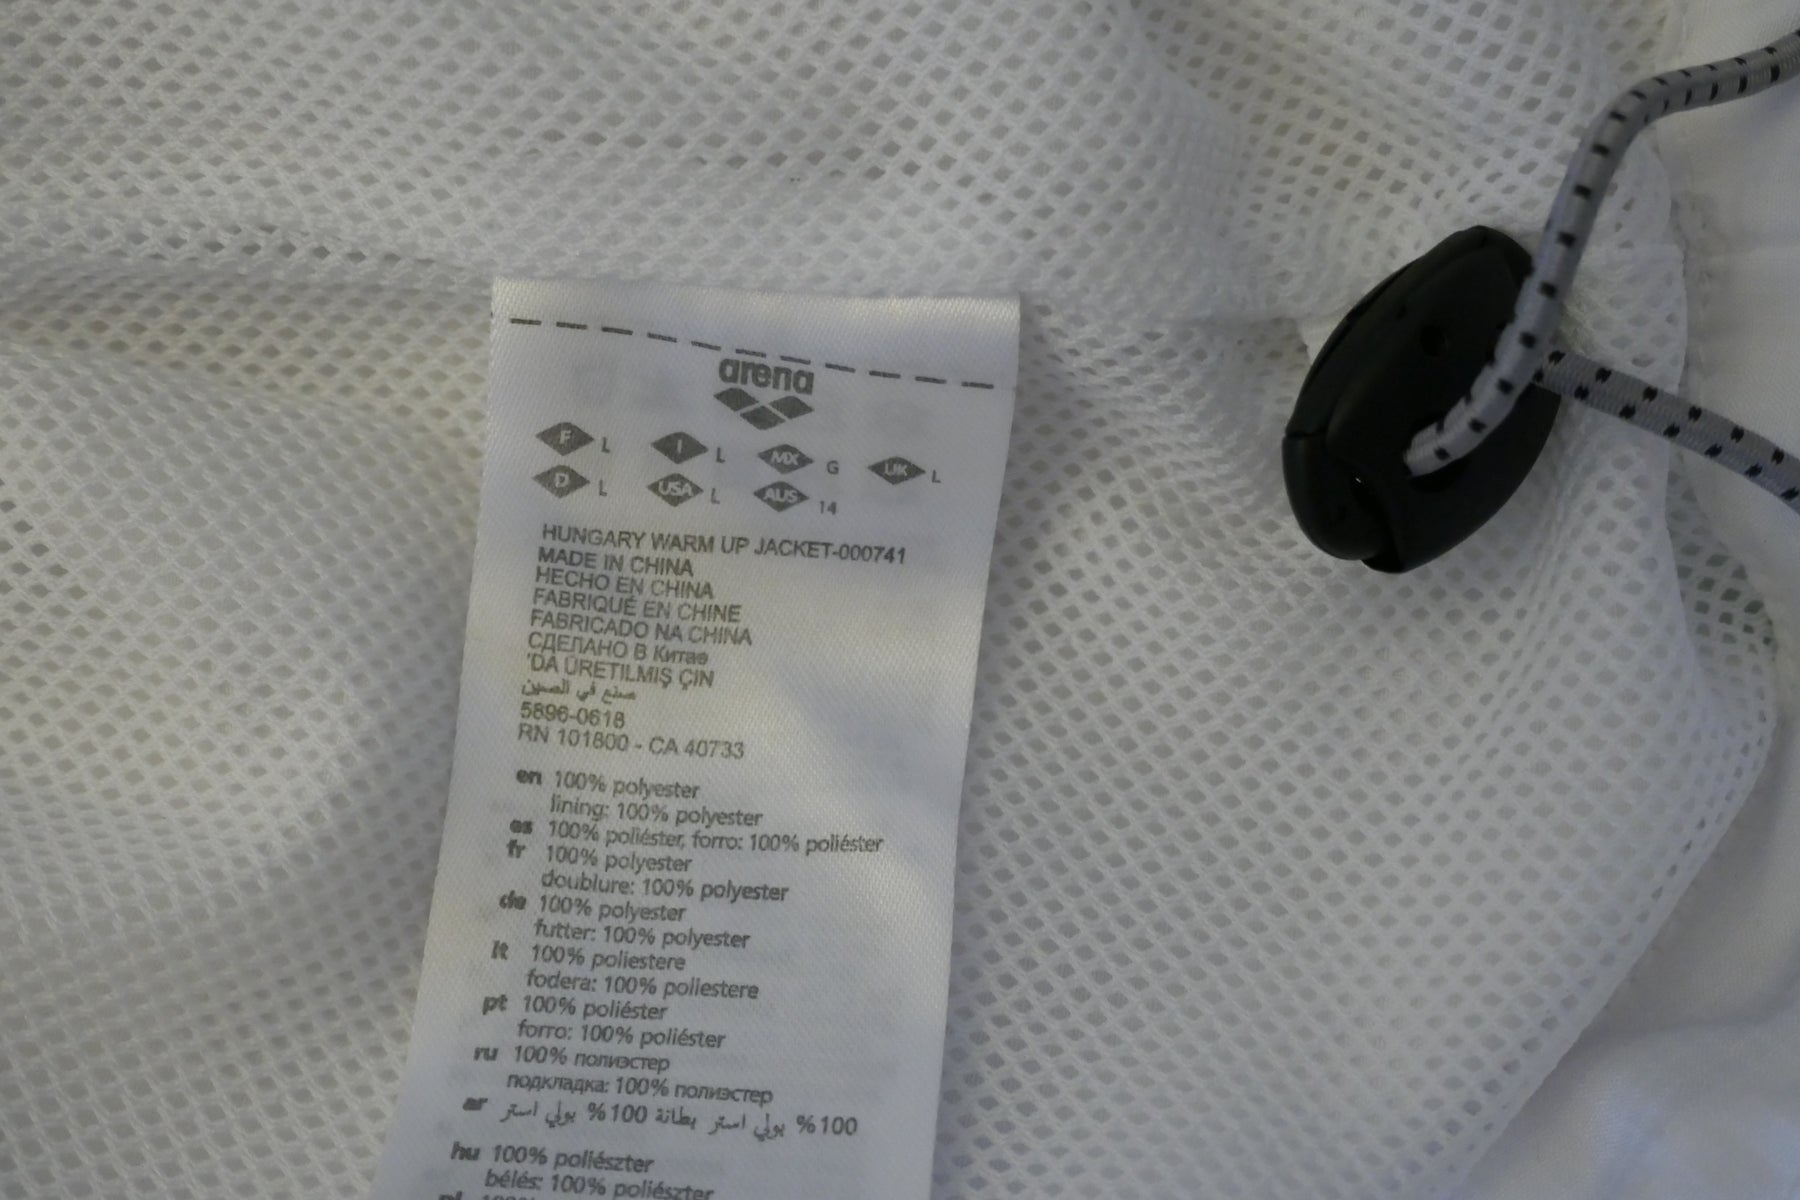 arena
F L I L MX G UK L
D L USA L AUS 14
HUNGARY WARM UP JACKET-000741
MADE IN CHINA
HECHO EN CHINA
FABRIQUÉ EN CHINE
FABRICADO NA CHINA
СДЕЛАНО В Китае
'DA ÜRETILMIŞ ÇIN
صنع في الصين
5896-0618
RN 101800 - CA 40733
en 100% polyester
lining: 100% polyester
es 100% poliéster, forro: 100% poliéster
fr 100% polyester
doublure: 100% polyester
de 100% polyester
futter: 100% polyester
it 100% poliestere
fodera: 100% poliestere
pt 100% poliéster
forro: 100% poliéster
ru 100% полиэстер
подкладка: 100% полиэстер
ar 100% بولي استر بطانة 100% بولي استر
hu 100% poliészter
bélés: 100% poliészter